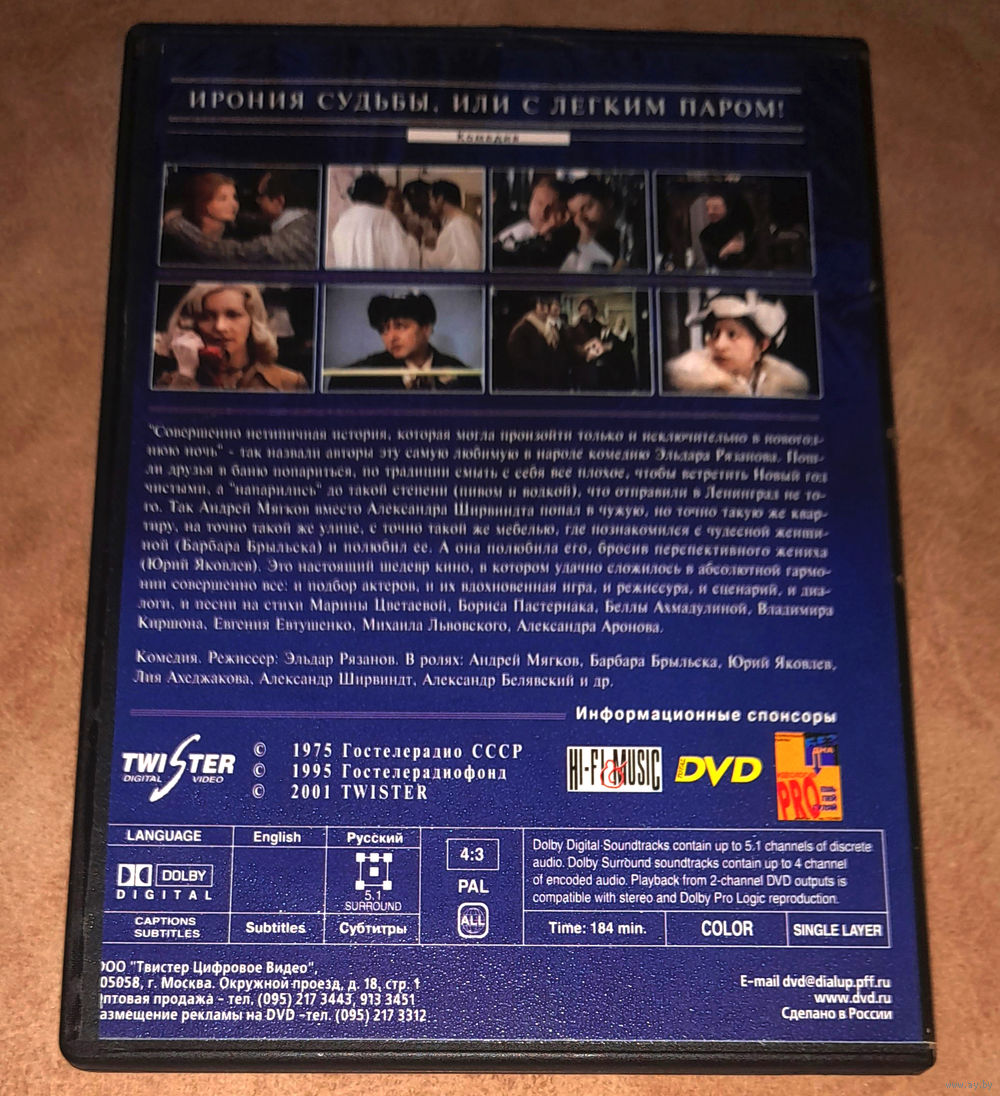 ИРОНИЯ СУДЬБЫ, ИЛИ С ЛЕГКИМ ПАРОМ!
Комедия
"Совершенно нетипичная история, которая могла произойти только и исключительно в новогод-
нюю ночь" - так назвали авторы эту самую любимую в народе комедию Эльдара Рязанова. Пош-
ли друзья в баню попариться, по традиции смыть с себя все плохое, чтобы встретить Новый год
чистыми, а "напарились" до такой степени (пивом и водкой), что отправили в Ленинград не то-
го. Так Андрей Мягков вместо Александра Ширвиндта попал в чужую, но точно такую же квар-
тиру, на точно такой же улице, с точно такой же мебелью, где познакомился с чудесной женщи-
ной (Барбара Брыльска) и полюбил ее. А она полюбила его, бросив перспективного жениха
(Юрий Яковлев). Это настоящий шедевр кино, в котором удачно сложилось в абсолютной гармо-
нии совершенно все: и подбор актеров, и их вдохновенная игра, и режиссура, и сценарий, и диа-
логи, и песни на стихи Марины Цветаевой, Бориса Пастернака, Беллы Ахмадулиной, Владимира
Киршона, Евгения Евтушенко, Михаила Львовского, Александра Аронова.
Комедия. Режиссер: Эльдар Рязанов. В ролях: Андрей Мягков, Барбара Брыльска, Юрий Яковлев,
Лия Ахеджакова, Александр Ширвиндт, Александр Белявский и др.
Информационные спонсоры
TWISTER
DIGITAL VIDEO
© 1975 Гостелерадио СССР
© 1995 Гостелерадиофонд
© 2001 TWISTER
HI-FI & MUSIC
TOTAL DVD
PRO
LANGUAGE English Русский
DOLBY
DIGITAL
5.1
SURROUND
CAPTIONS
SUBTITLES
Subtitles Субтитры
4:3
PAL
ALL
Dolby Digital Soundtracks contain up to 5.1 channels of discrete
audio. Dolby Surround soundtracks contain up to 4 channel
of encoded audio. Playback from 2-channel DVD outputs is
compatible with stereo and Dolby Pro Logic reproduction.
Time: 184 min. COLOR SINGLE LAYER
ООО "Твистер Цифровое Видео",
05058, г. Москва. Окружной проезд, д. 18, стр. 1
птовая продажа - тел, (095) 217 3443, 913 3451
азмещение рекламы на DVD -тел. (095) 217 3312
E-mail dvd@dialup.pff.ru
www.dvd.ru
Сделано в России
www.ay.by